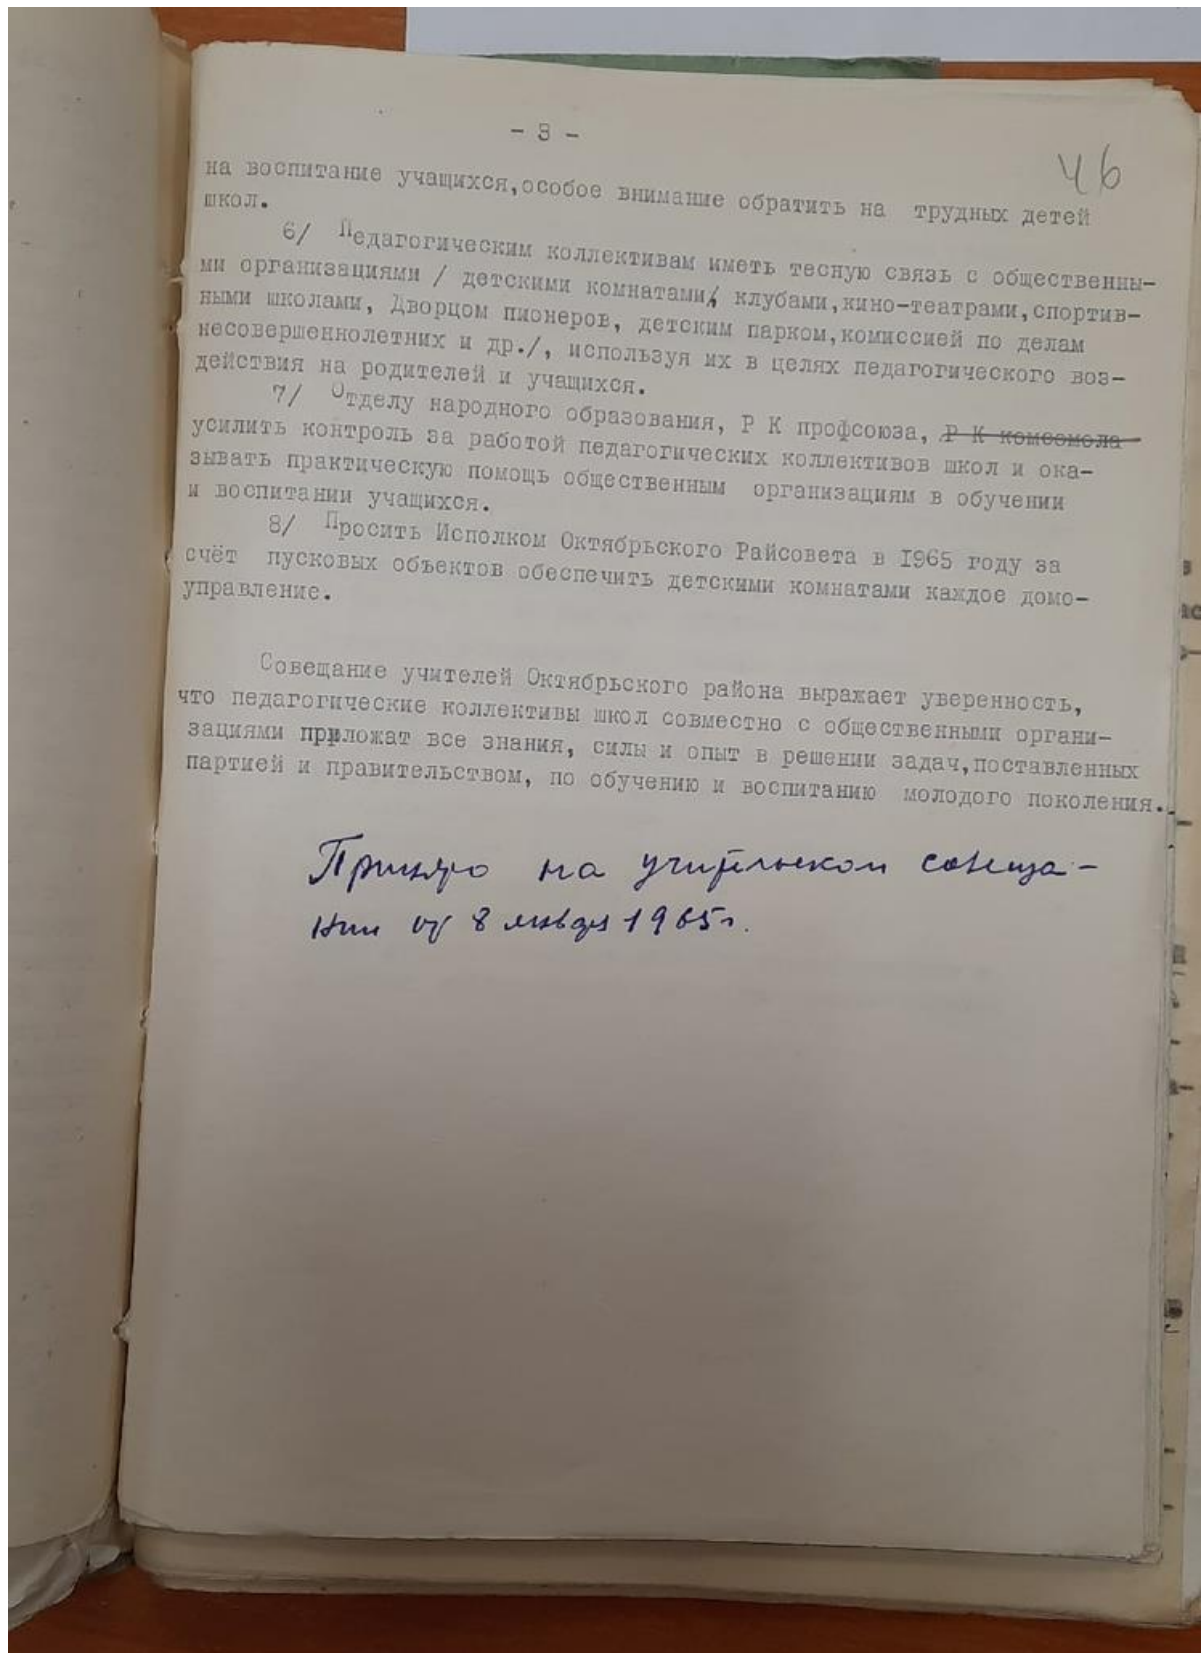 - 3 -
46
на воспитание учащихся,особое внимание обратить на трудных детей
школ.
6/ Педагогическим коллективам иметь тесную связь с общественны-
ми организациями / детскими комнатами, клубами,кино-театрами,спортив-
ными школами, Дворцом пионеров, детским парком,комиссией по делам
несовершеннолетних и др./, используя их в целях педагогического воз-
действия на родителей и учащихся.
7/ Отделу народного образования, Р К профсоюза, Р К комсомола
усилить контроль за работой педагогических коллективов школ и ока-
зывать практическую помощь общественным организациям в обучении
и воспитании учащихся.
8/ Просить Исполком Октябрьского Райсовета в 1965 году за
счёт пусковых объектов обеспечить детскими комнатами каждое домо-
управление.
Совещание учителей Октябрьского района выражает уверенность,
что педагогические коллективы школ совместно с общественными органи-
зациями приложат все знания, силы и опыт в решении задач,поставленных
партией и правительством, по обучению и воспитанию молодого поколения.
Принято на учительском совеща-
нии от 8 января 1965г.